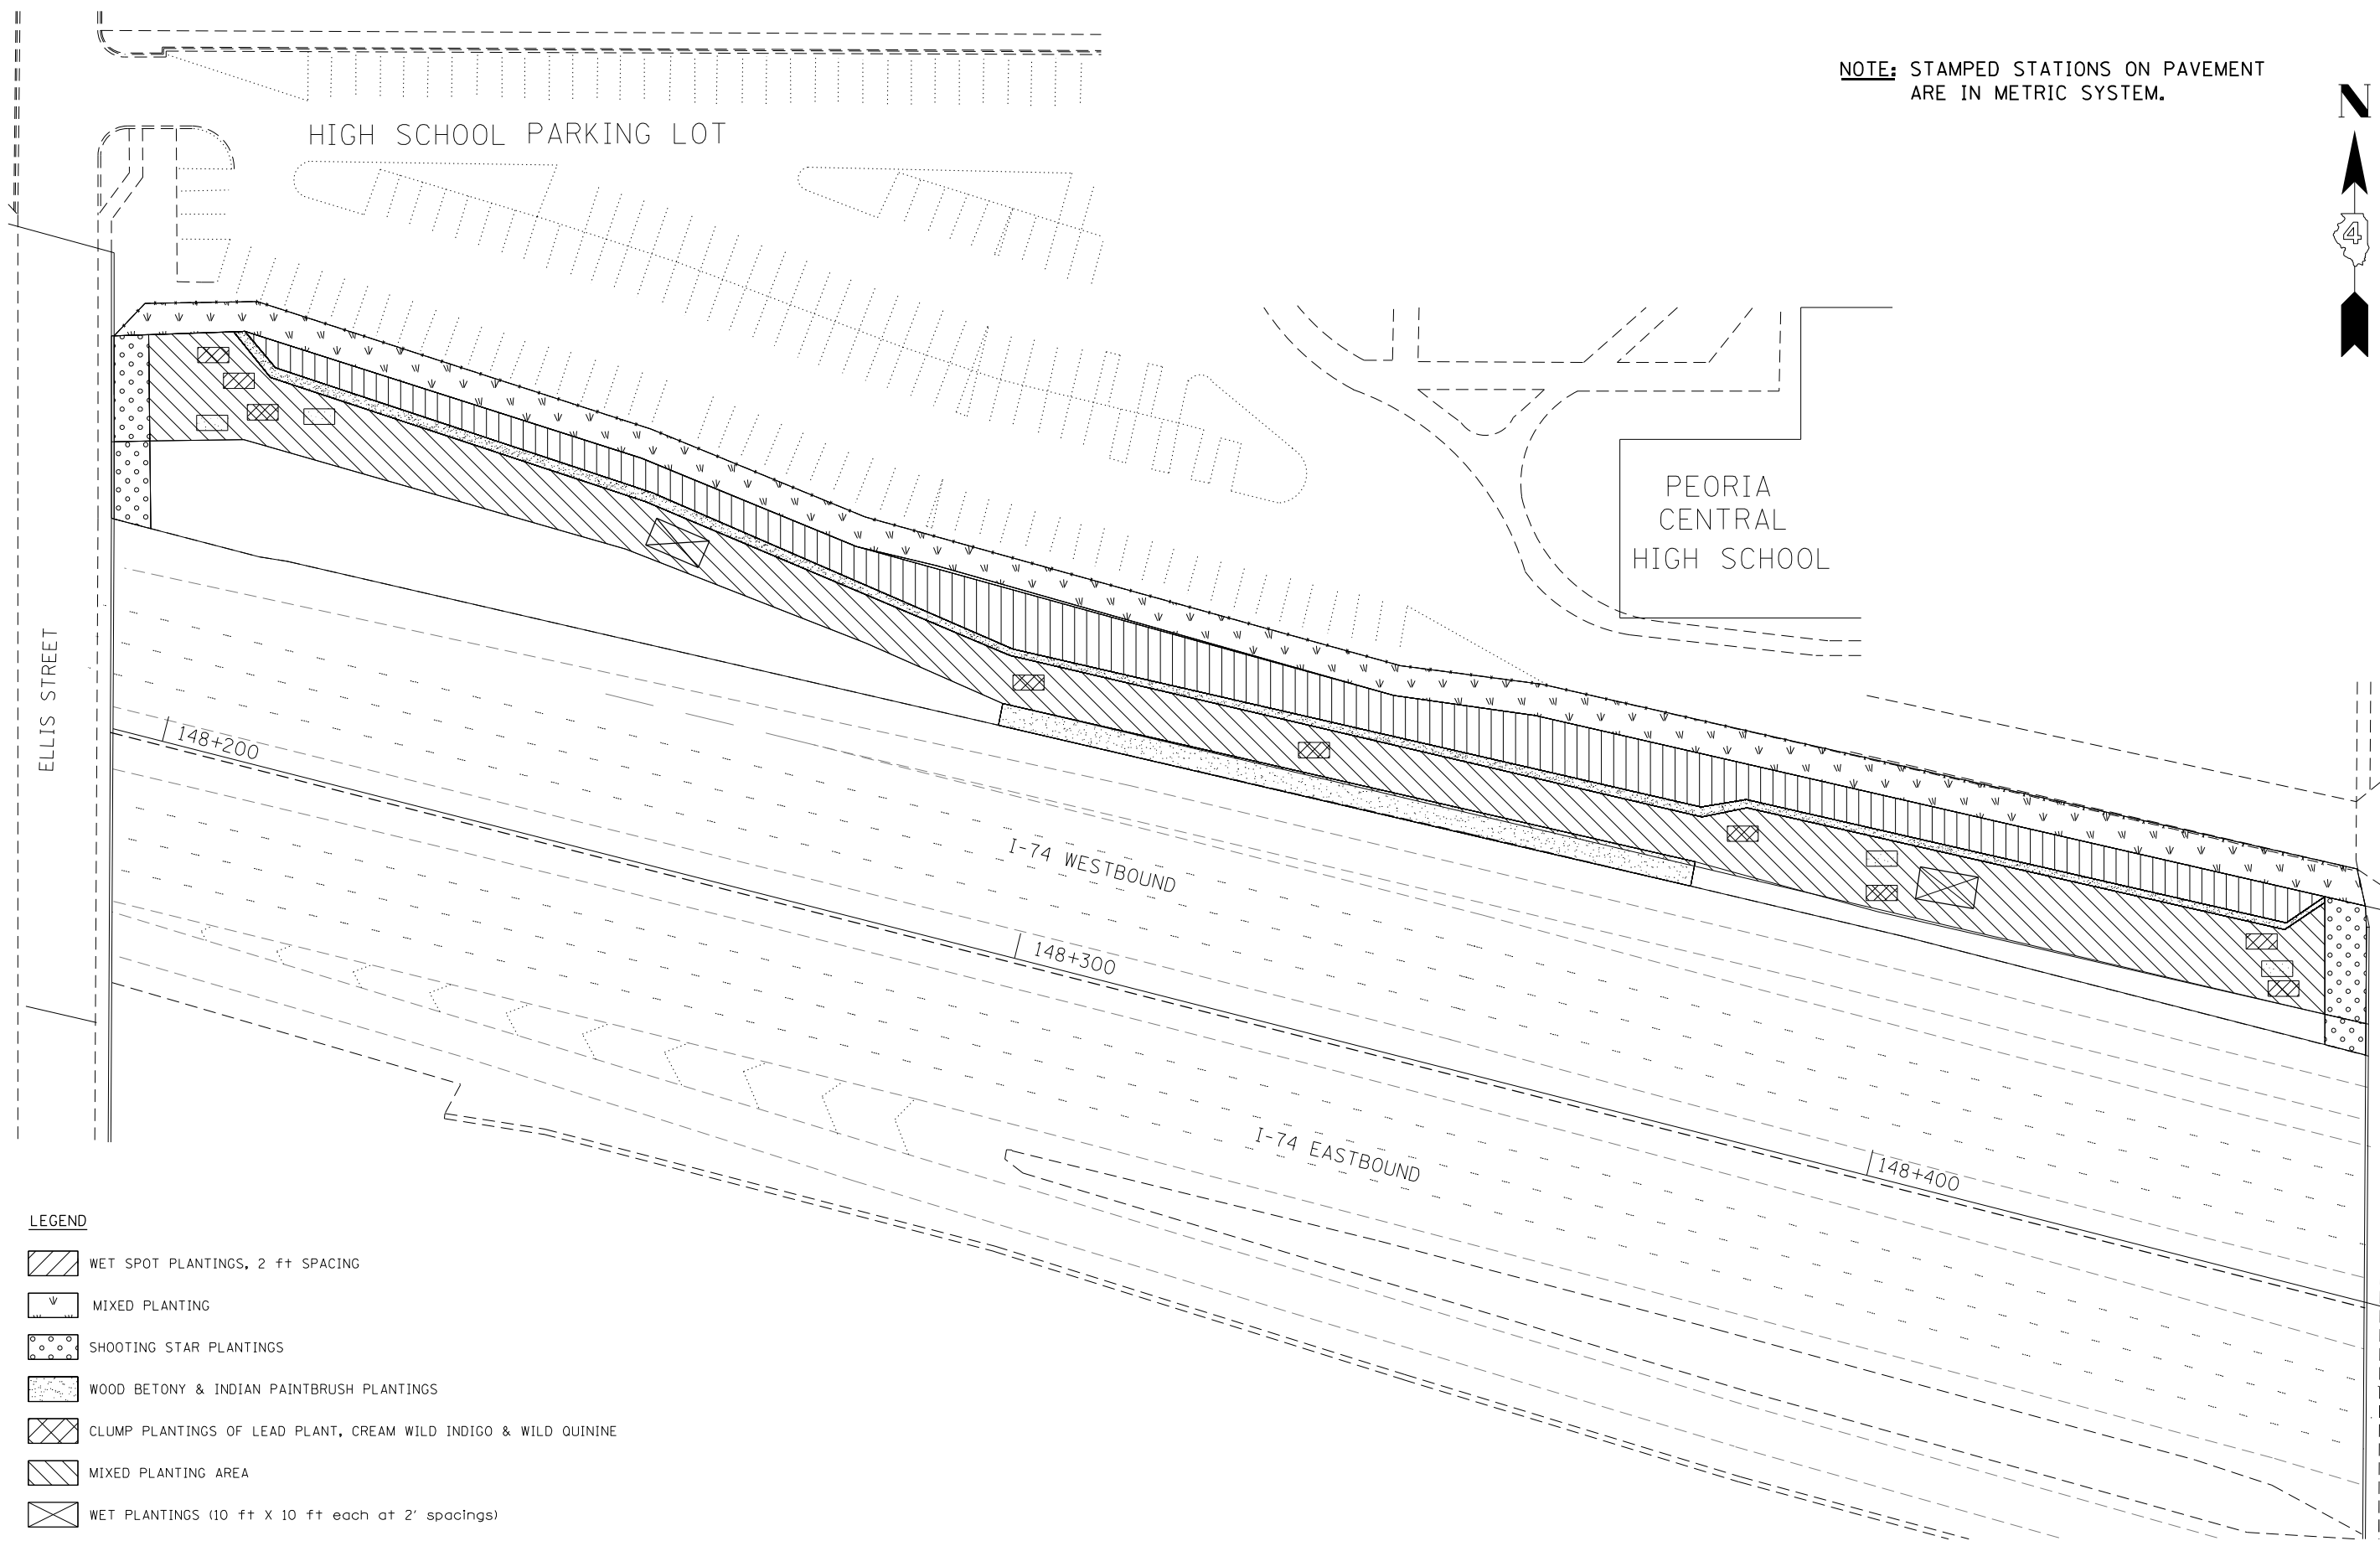 NOTE: STAMPED STATIONS ON PAVEMENT
ARE IN METRIC SYSTEM.
N
HIGH SCHOOL PARKING LOT
4
PEORIA
CENTRAL
HIGH SCHOOL
ELLIS STREET
148+200
I-74 WESTBOUND
148+300
I-74 EASTBOUND
148+400
LEGEND
WET SPOT PLANTINGS, 2 ft SPACING
MIXED PLANTING
SHOOTING STAR PLANTINGS
WOOD BETONY & INDIAN PAINTBRUSH PLANTINGS
CLUMP PLANTINGS OF LEAD PLANT, CREAM WILD INDIGO & WILD QUININE
MIXED PLANTING AREA
WET PLANTINGS (10 ft X 10 ft each at 2' spacings)